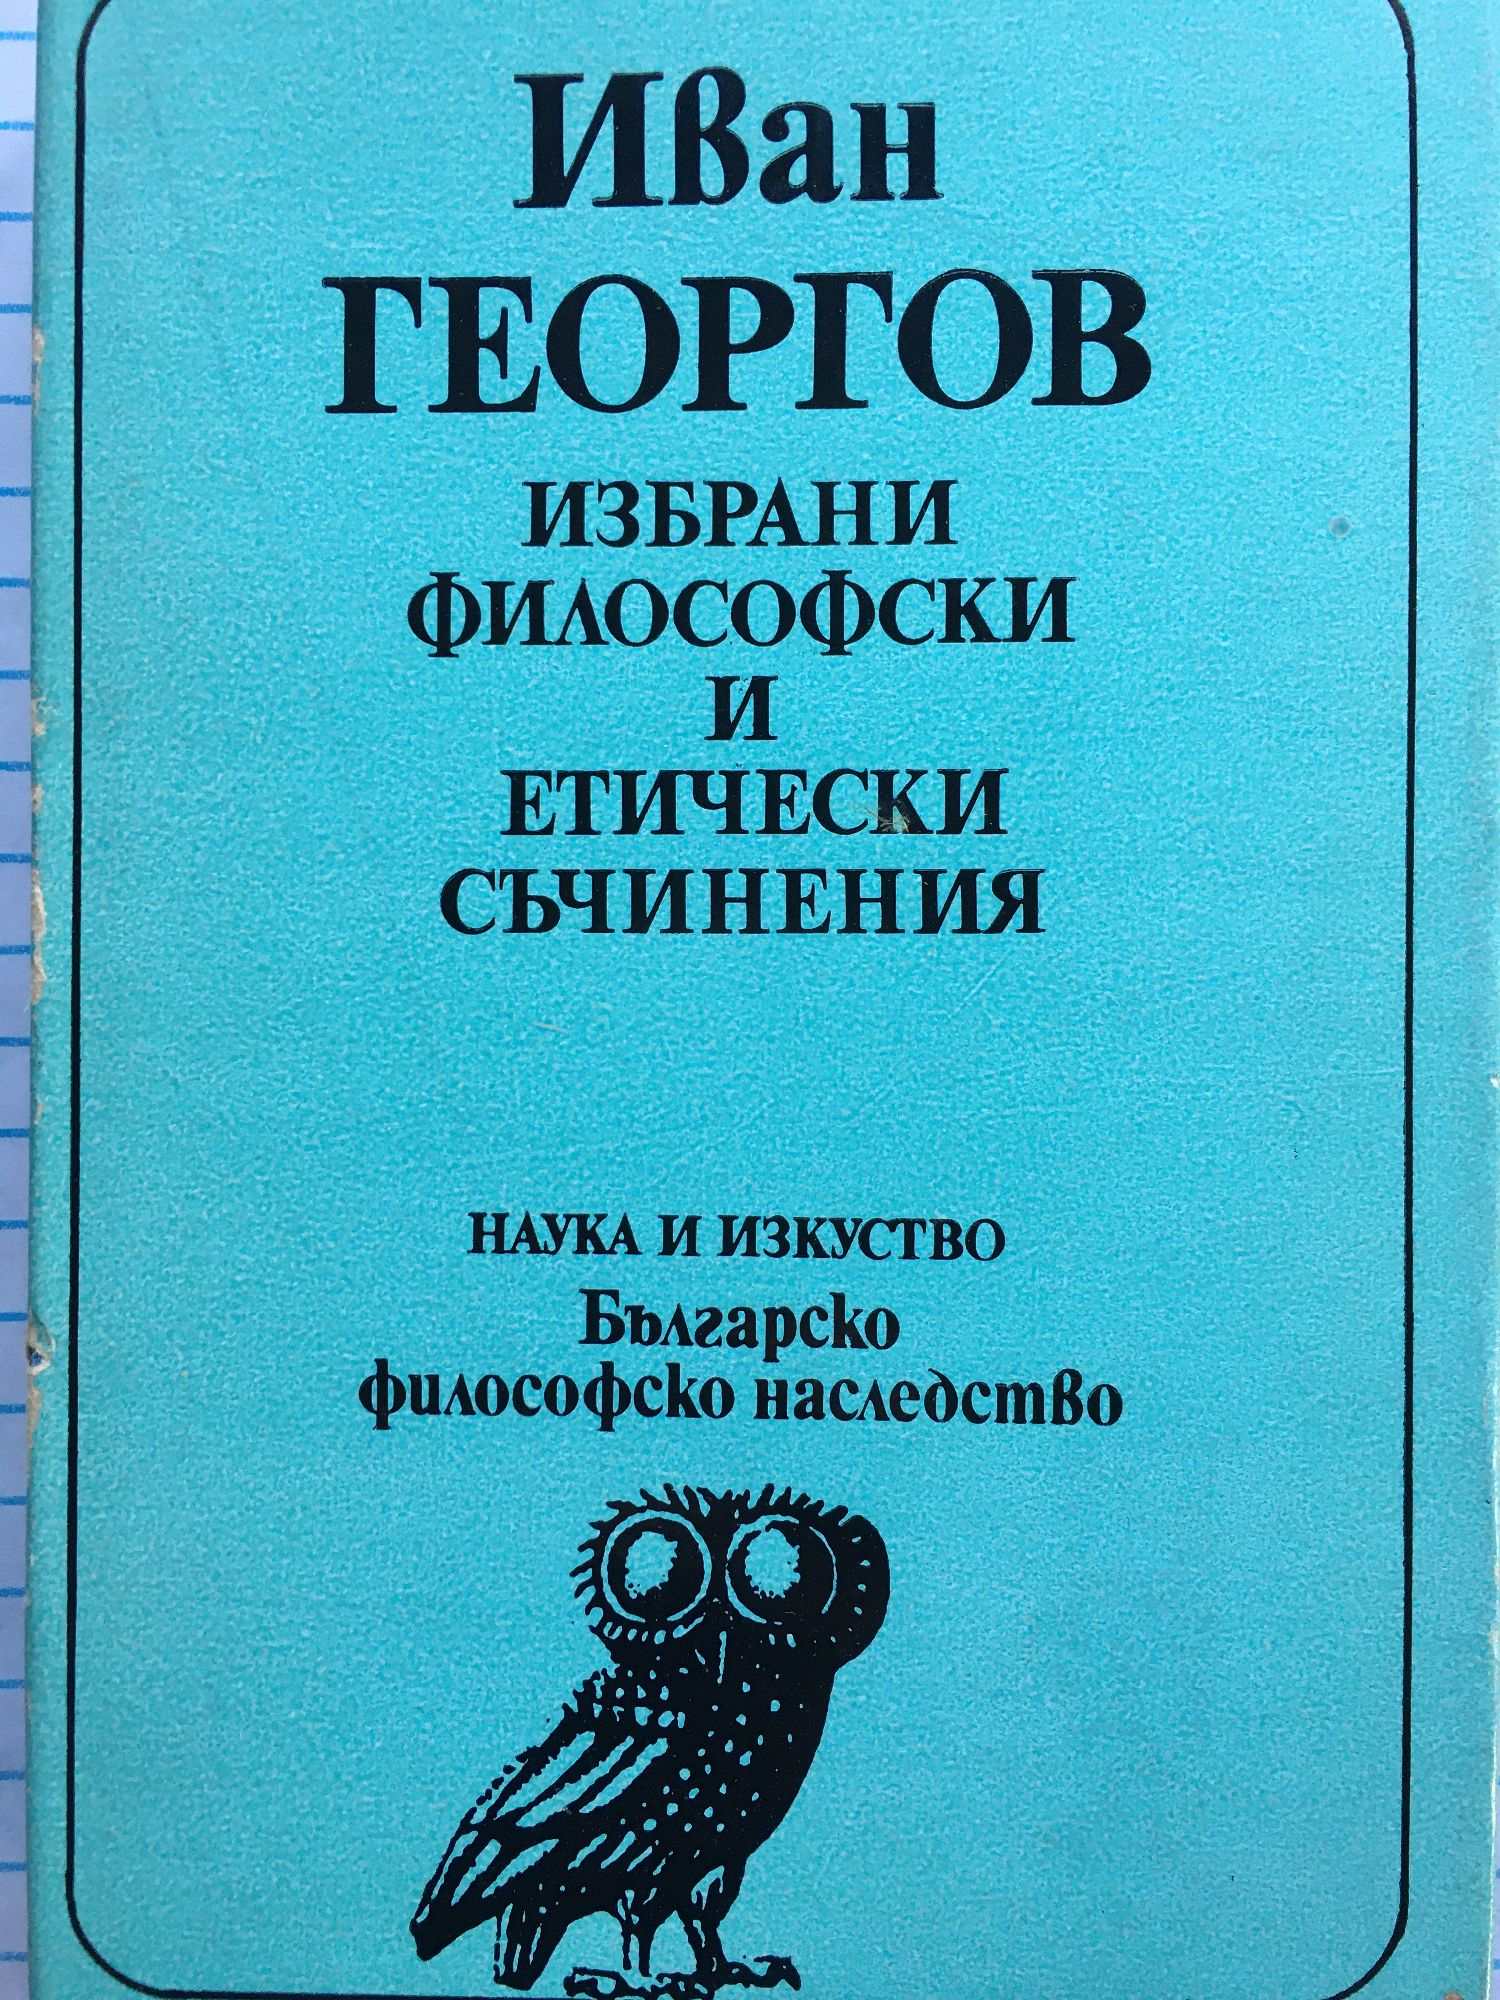 Иван
ГЕОРГОВ
ИЗБРАНИ
ФИЛОСОФСКИ
И
ЕТИЧЕСКИ
СЪЧИНЕНИЯ
НАУКА И ИЗКУСТВО
Българско
философско наследство